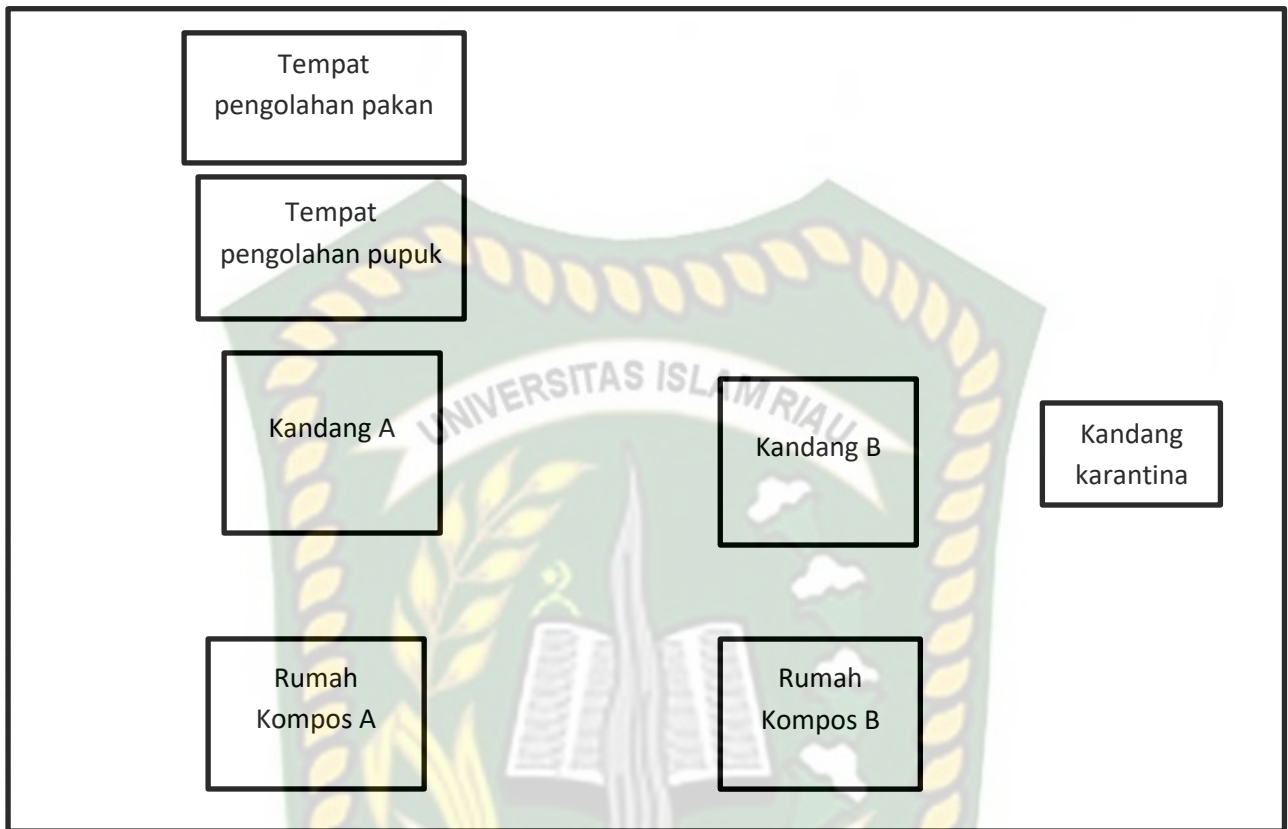 Tempat
pengolahan pakan
Tempat
pengolahan pupuk
UNIVERSITAS ISLAM RIAU
Kandang A
Kandang B
Kandang
karantina
Rumah
Kompos A
Rumah
Kompos B